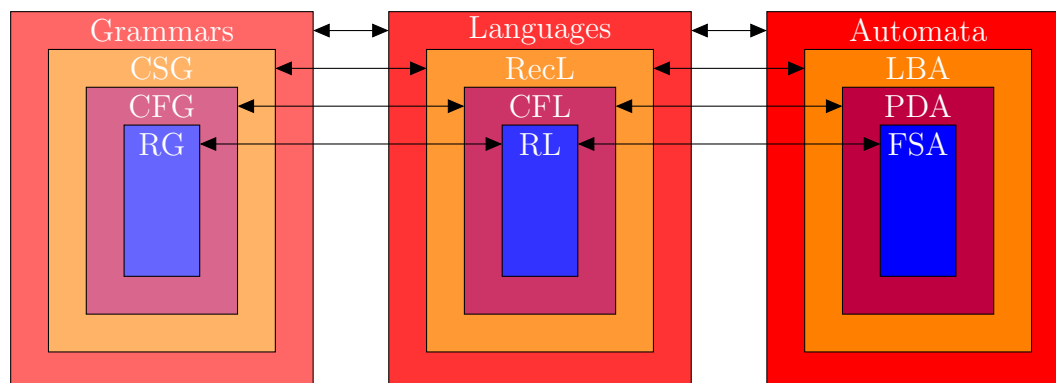 Grammars Languages Automata
CSG RecL LBA
CFG CFL PDA
RG RL FSA